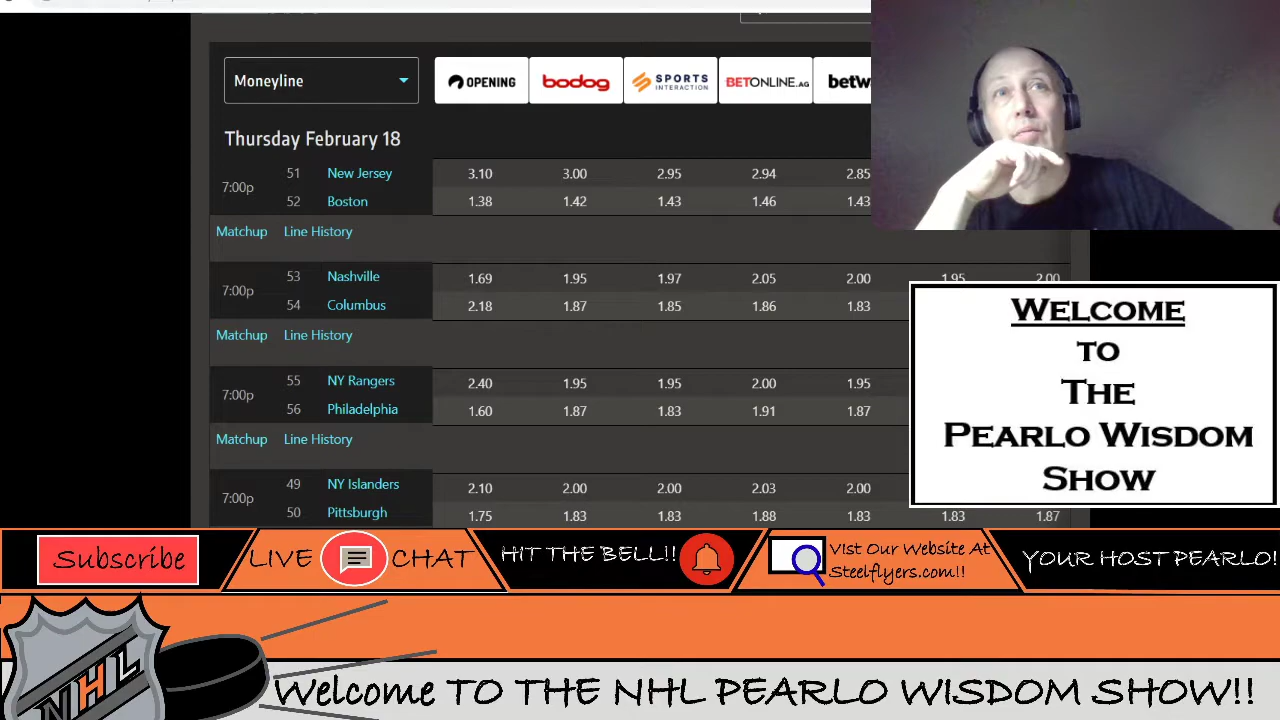 Moneyline
OPENING
bodog
SPORTS
INTERACTION
BETONLINE.AG
betw
Thursday February 18
7:00p
51 New Jersey 3.10 3.00 2.95 2.94 2.85
52 Boston 1.38 1.42 1.43 1.46 1.43
Matchup Line History
7:00p
53 Nashville 1.69 1.95 1.97 2.05 2.00 1.95 2.00
54 Columbus 2.18 1.87 1.85 1.86 1.83
Matchup Line History
7:00p
55 NY Rangers 2.40 1.95 1.95 2.00 1.95
56 Philadelphia 1.60 1.87 1.83 1.91 1.87
Matchup Line History
7:00p
49 NY Islanders 2.10 2.00 2.00 2.03 2.00
50 Pittsburgh 1.75 1.83 1.83 1.88 1.83 1.83 1.87
WELCOME
TO
THE
PEARLO WISDOM
SHOW
Subscribe
LIVE CHAT
HIT THE BELL!!
VIsT Our WebsiTe AT
Steelflyers.com!!
YOUR HOST PEARLO!
NHL
Welcome TO THE NHL PEARLO WISDOM SHOW!!